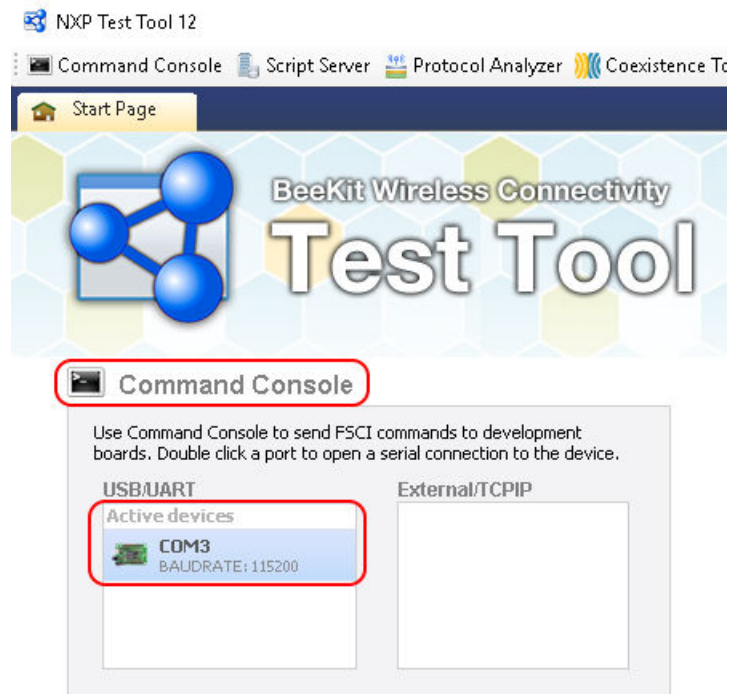 NXP Test Tool 12
Command Console Script Server Protocol Analyzer Coexistence To
Start Page
BeeKit Wireless Connectivity
Test Tool
Command Console
Use Command Console to send FSCI commands to development
boards. Double click a port to open a serial connection to the device.
USB/UART External/TCPIP
Active devices
COM3
BAUDRATE: 115200